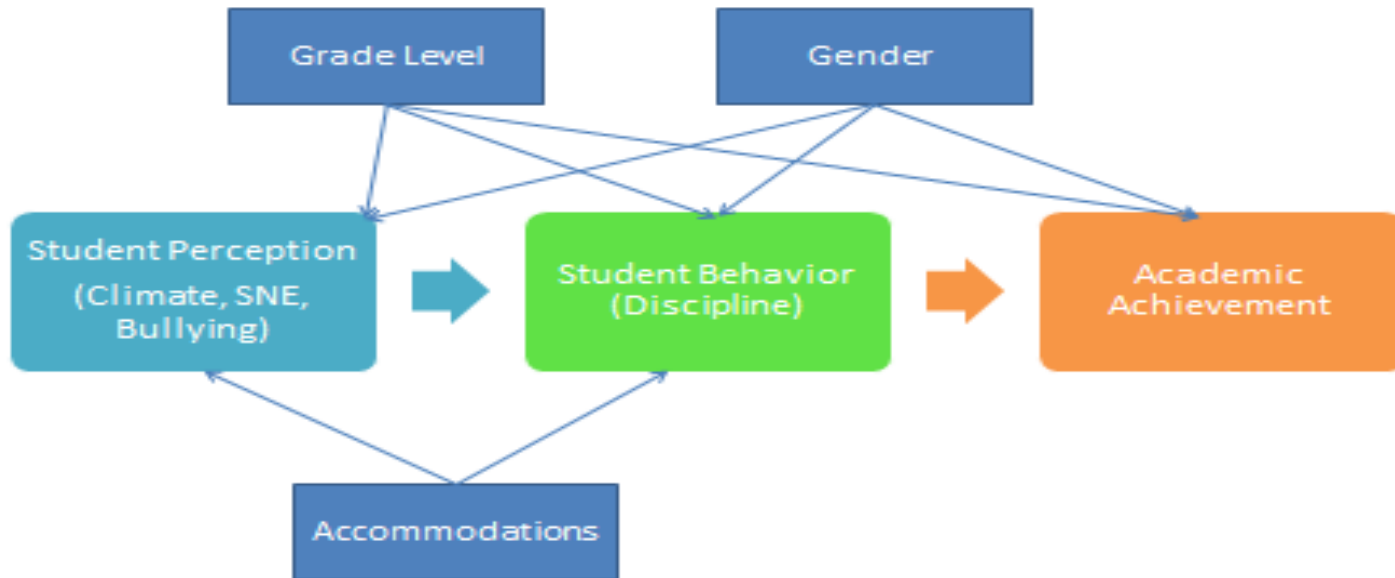 Grade Level
Gender
Student Perception
(Climate, SNE,
Bullying)
Student Behavior
(Discipline)
Academic
Achievement
Accommodations